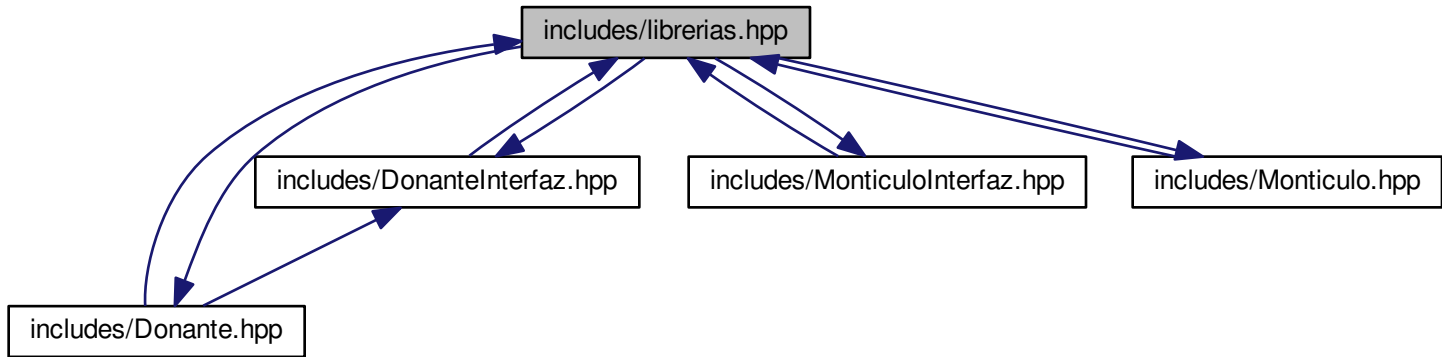 includes/librerias.hpp
includes/DonanteInterfaz.hpp
includes/MonticuloInterfaz.hpp
includes/Monticulo.hpp
includes/Donante.hpp